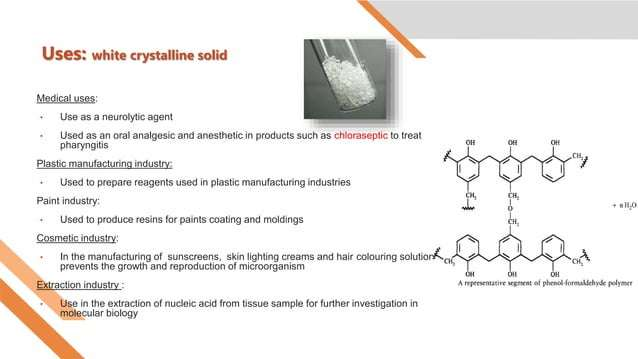 Uses: white crystalline solid
Medical uses:
• Use as a neurolytic agent
• Used as an oral analgesic and anesthetic in products such as chloraseptic to treat
pharyngitis
Plastic manufacturing industry:
• Used to prepare reagents used in plastic manufacturing industries
Paint industry:
• Used to produce resins for paints coating and moldings
Cosmetic industry:
• In the manufacturing of sunscreens, skin lighting creams and hair colouring solution
prevents the growth and reproduction of microorganism
Extraction industry :
• Use in the extraction of nucleic acid from tissue sample for further investigation in
molecular biology
OH OH OH
CH2
CH2 CH2
O
+ n H2O
CH2
CH2 CH2
OH OH OH
A representative segment of phenol-formaldehyde polymer